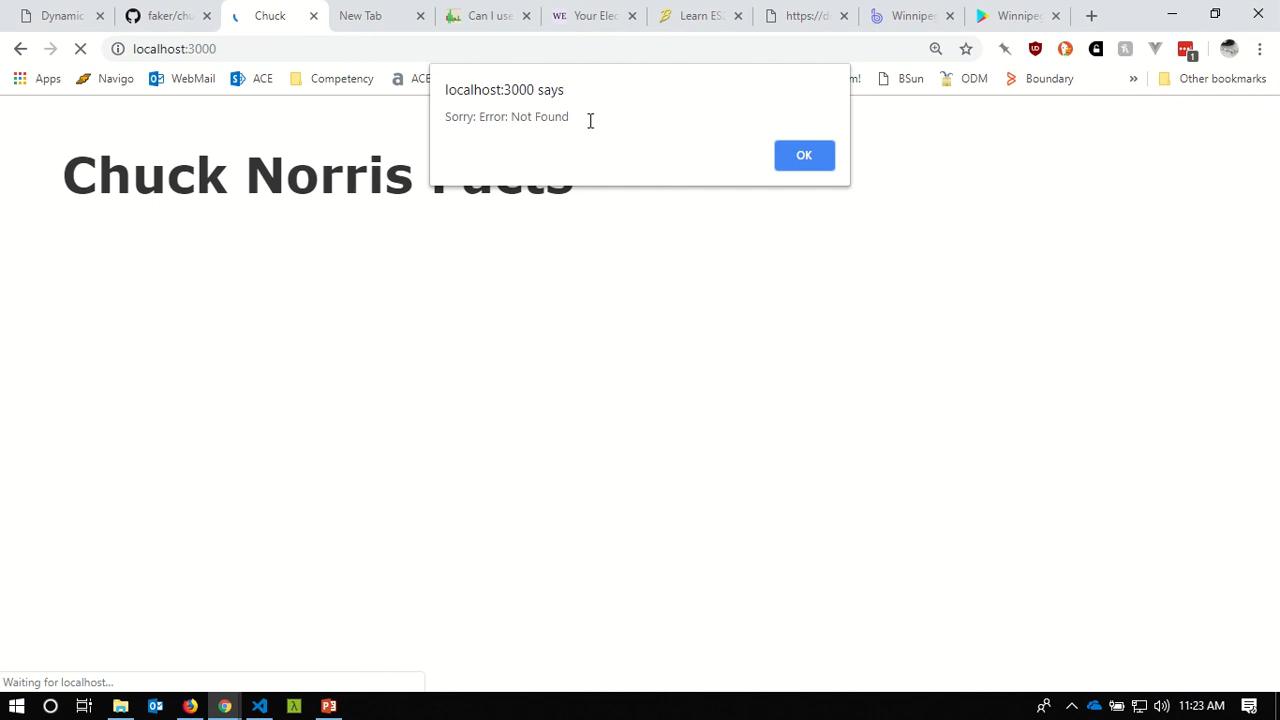 Dynamic
faker/chu
Chuck
New Tab
Can I use
Your Elec
Learn ES
https://d
Winnipe
Winnipeg
localhost:3000
1
Apps
Navigo
WebMail
ACE
Competency
ACE
m!
BSun
ODM
Boundary
»
Other bookmarks
localhost:3000 says
Sorry: Error: Not Found
OK
Chuck Norris Facts
Waiting for localhost...
11:23 AM